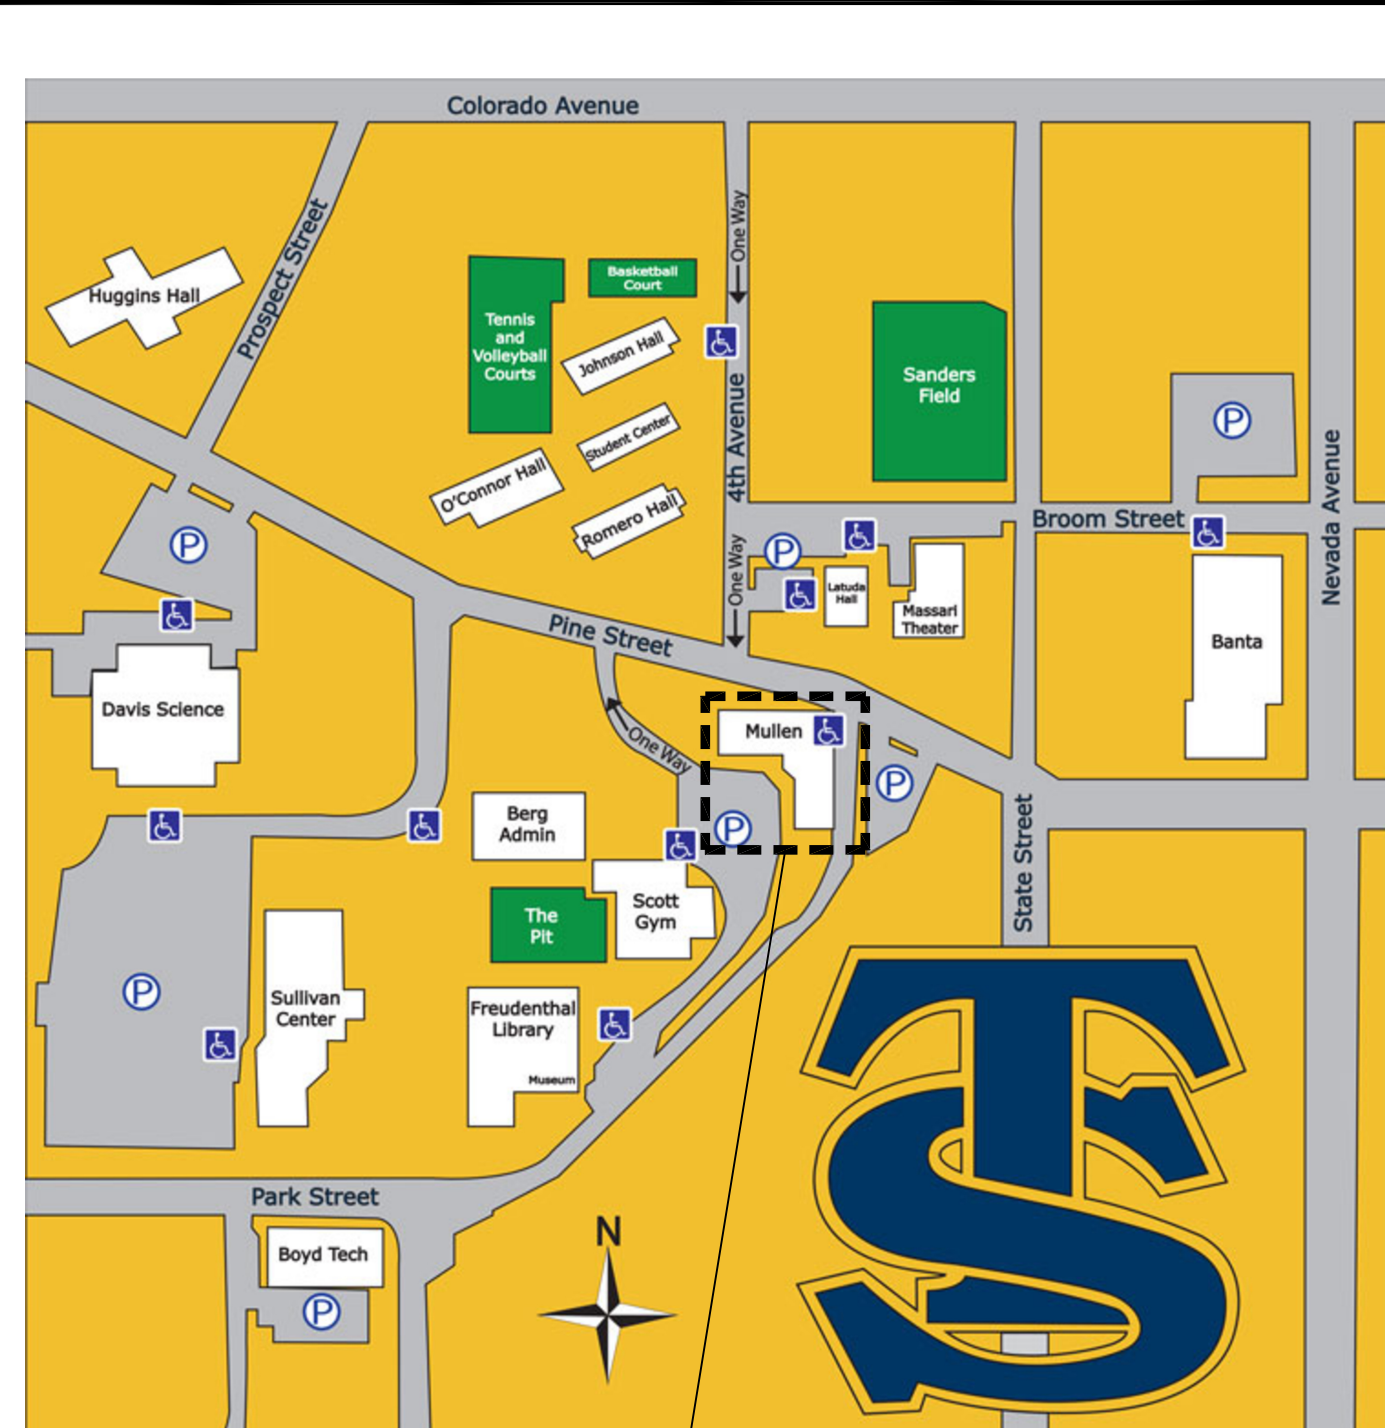 Colorado Avenue
Prospect Street
One Way
Huggins Hall
Tennis
and
Volleyball
Courts
Basketball
Court
Johnson Hall
Student Center
O'Connor Hall
Romero Hall
4th Avenue
Sanders
Field
P
Nevada Avenue
Broom Street
P
P
One Way
Latuda
Hall
Massari
Theater
Banta
Pine Street
Davis Science
One Way
Mullen
P
P
Berg
Admin
State Street
The
Pit
Scott
Gym
P
Sullivan
Center
Freudenthal
Library
Museum
Park Street
Boyd Tech
P
N
TS